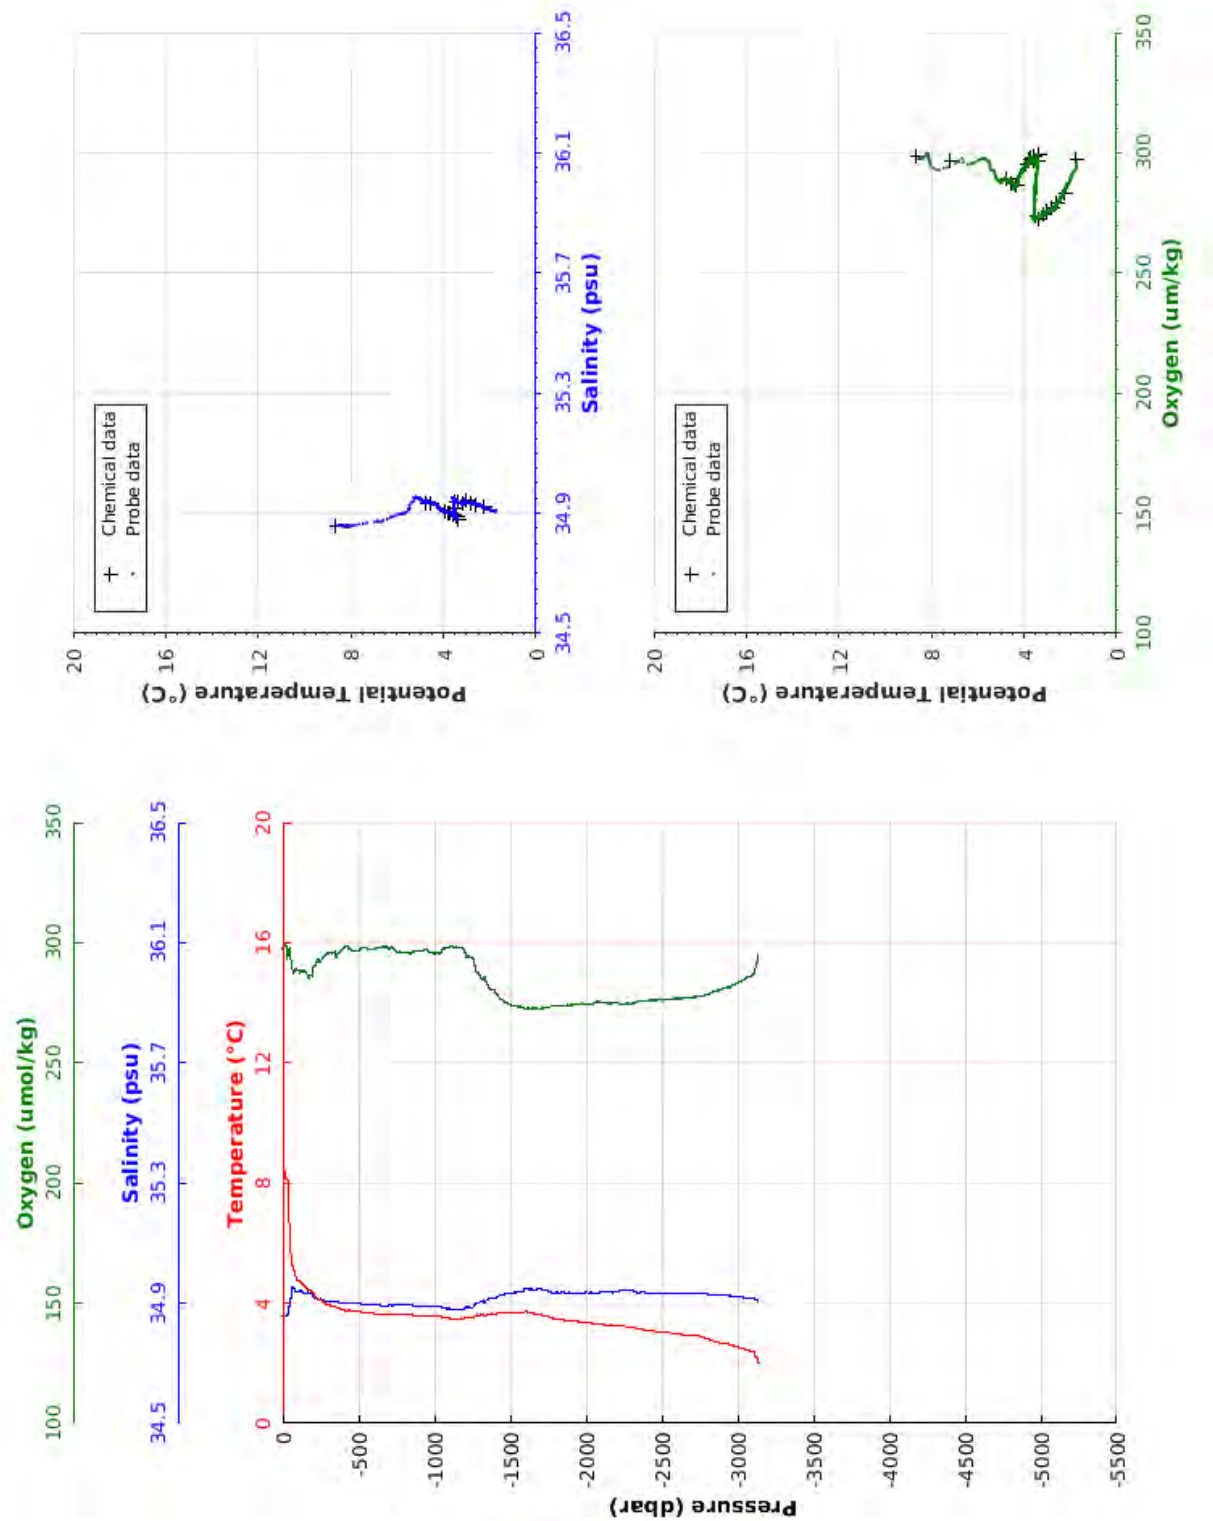 Oxygen (umol/kg)
100 150 200 250 300 350
Salinity (psu)
34.5 34.9 35.3 35.7 36.1 36.5
Temperature (°C)
0 4 8 12 16 20
Pressure (dbar)
0
-500
-1000
-1500
-2000
-2500
-3000
-3500
-4000
-4500
-5000
-5500
Potential Temperature (°C)
20
16
12
8
4
0
+ Chemical data
. Probe data
34.5 34.9 35.3 35.7 36.1 36.5
Salinity (psu)
Potential Temperature (°C)
20
16
12
8
4
0
+ Chemical data
. Probe data
100 150 200 250 300 350
Oxygen (um/kg)